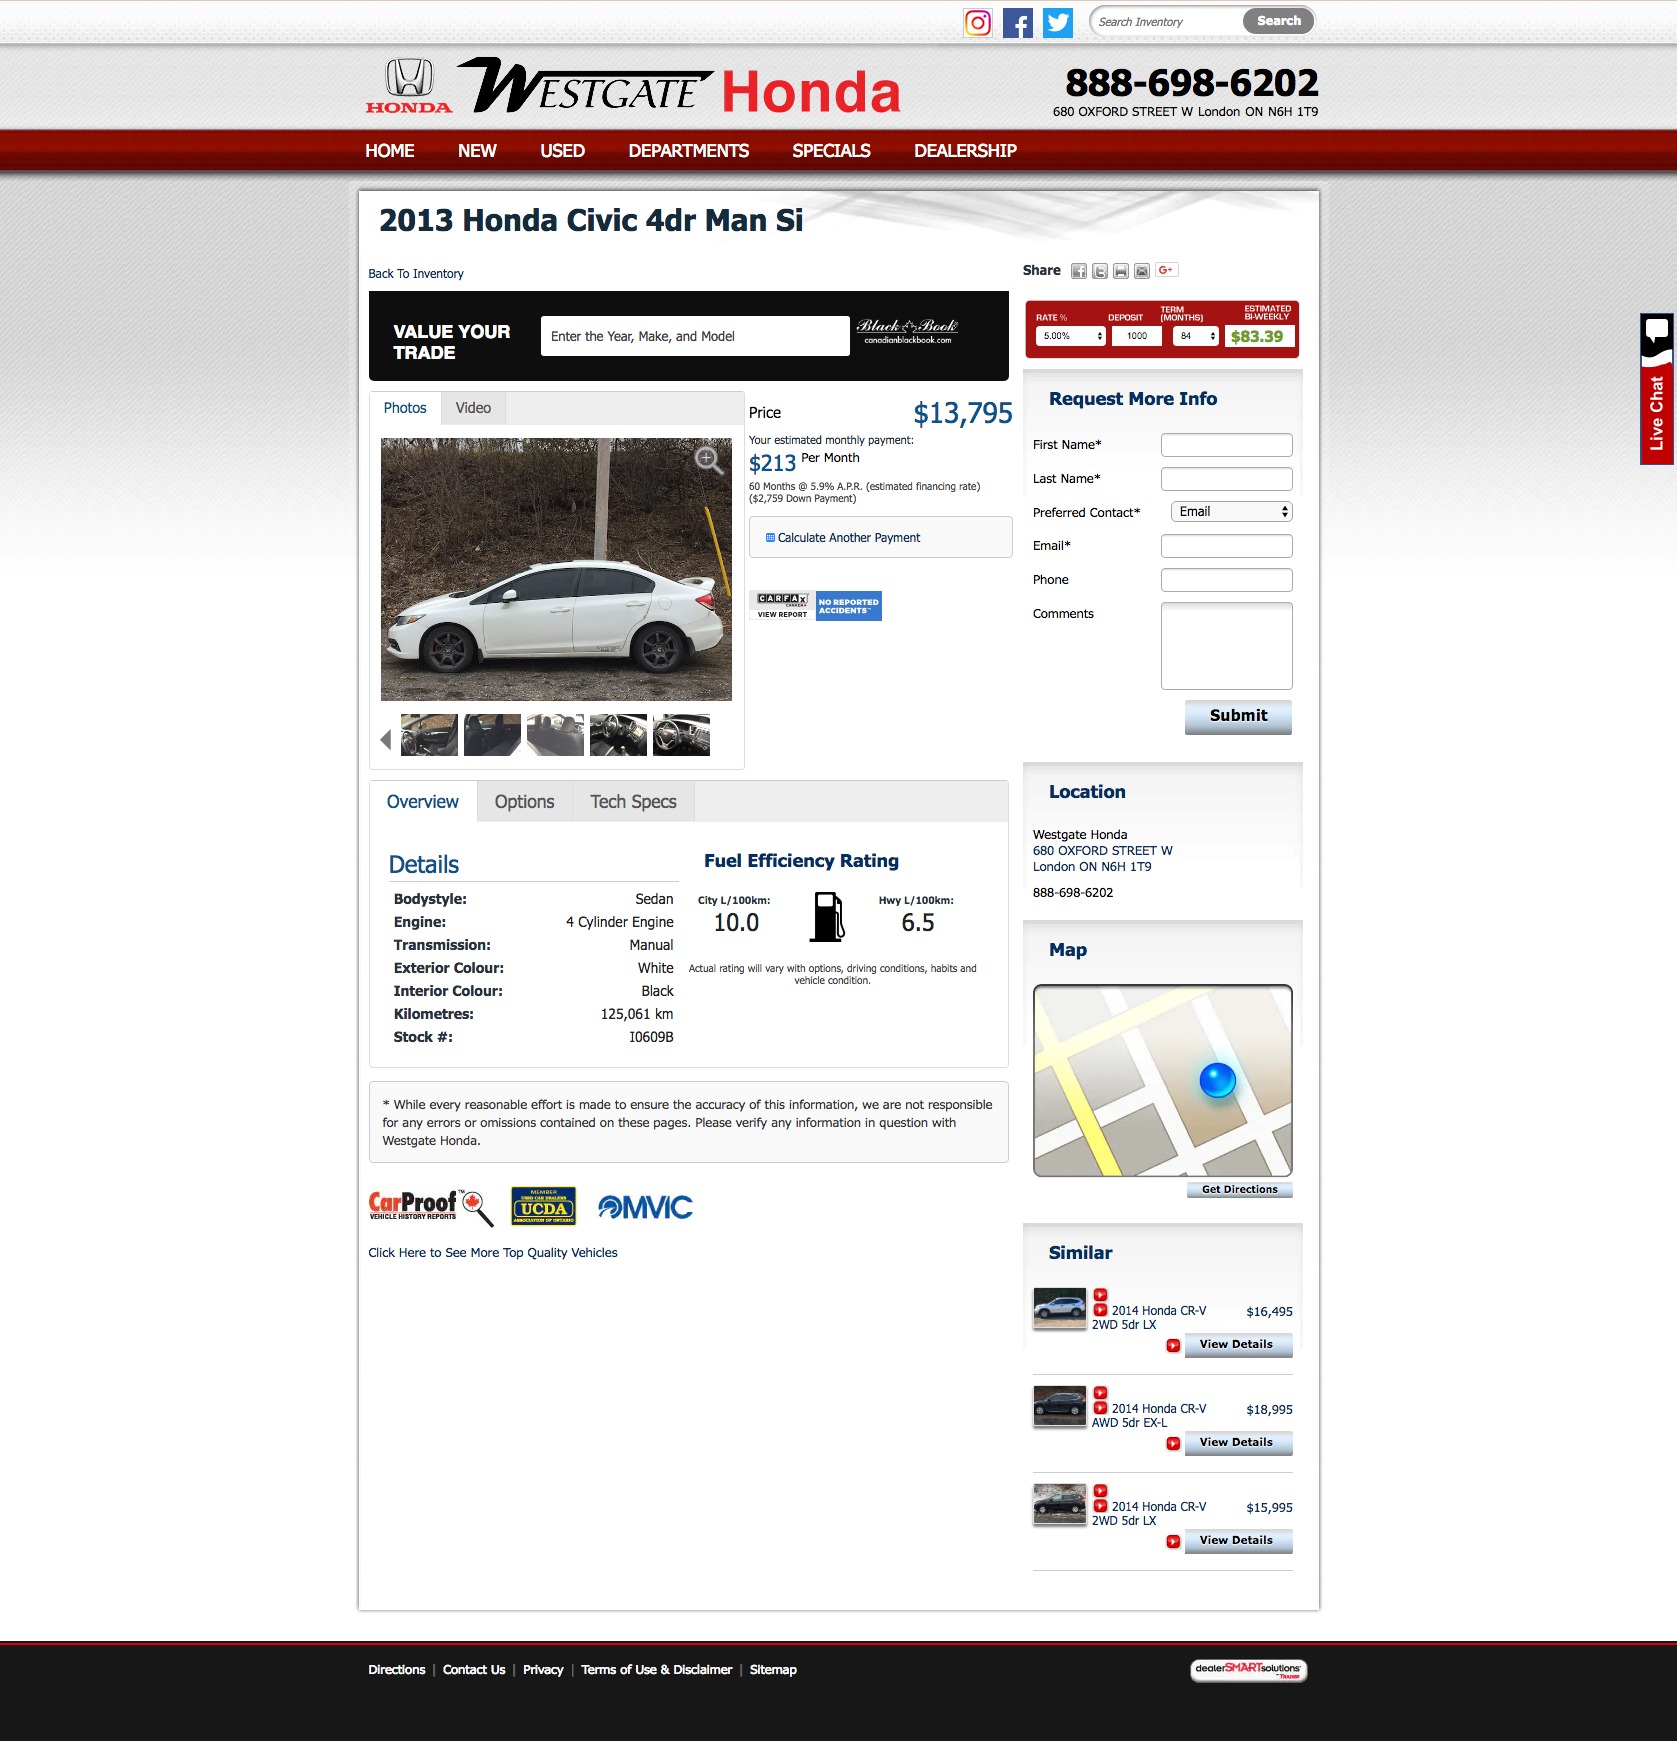 Search Inventory
Search
HONDA
WESTGATE Honda
888-698-6202
680 OXFORD STREET W London ON N6H 1T9
HOME
NEW
USED
DEPARTMENTS
SPECIALS
DEALERSHIP
2013 Honda Civic 4dr Man Si
Back To Inventory
VALUE YOUR
TRADE
Enter the Year, Make, and Model
Black Book
canadianblackbook.com
Photos
Video
Price
$13,795
Your estimated monthly payment:
$213 Per Month
60 Months @ 5.9% A.P.R. (estimated financing rate)
($2,759 Down Payment)
Calculate Another Payment
CARFAX
CANADA
VIEW REPORT
NO REPORTED
ACCIDENTS™
Overview
Options
Tech Specs
Details
Bodystyle: Sedan
Engine: 4 Cylinder Engine
Transmission: Manual
Exterior Colour: White
Interior Colour: Black
Kilometres: 125,061 km
Stock #: I0609B
Fuel Efficiency Rating
City L/100km:
10.0
Hwy L/100km:
6.5
Actual rating will vary with options, driving conditions, habits and
vehicle condition.
* While every reasonable effort is made to ensure the accuracy of this information, we are not responsible
for any errors or omissions contained on these pages. Please verify any information in question with
Westgate Honda.
CarProof™
VEHICLE HISTORY REPORTS
MEMBER
USED CAR DEALERS
UCDA
ASSOCIATION OF ONTARIO
OMVIC
Click Here to See More Top Quality Vehicles
Share
G+
RATE %
DEPOSIT
TERM
(MONTHS)
ESTIMATED
BI-WEEKLY
5.00%
1000
84
$83.39
Request More Info
First Name*
Last Name*
Preferred Contact*
Email
Email*
Phone
Comments
Submit
Location
Westgate Honda
680 OXFORD STREET W
London ON N6H 1T9
888-698-6202
Map
Get Directions
Similar
2014 Honda CR-V
2WD 5dr LX
$16,495
View Details
2014 Honda CR-V
AWD 5dr EX-L
$18,995
View Details
2014 Honda CR-V
2WD 5dr LX
$15,995
View Details
Live Chat
Directions | Contact Us | Privacy | Terms of Use & Disclaimer | Sitemap
dealerSMARTsolutions
TRADER